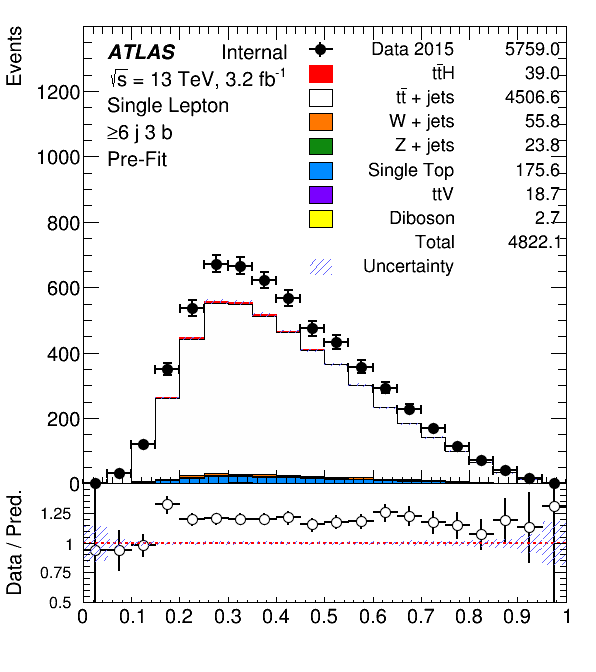 Events
ATLAS Internal
√s = 13 TeV, 3.2 fb⁻¹
Single Lepton
≥6 j 3 b
Pre-Fit
Data 2015 5759.0
tt̄H 39.0
tt̄ + jets 4506.6
W + jets 55.8
Z + jets 23.8
Single Top 175.6
ttV 18.7
Diboson 2.7
Total 4822.1
Uncertainty
1200
1000
800
600
400
200
0
Data / Pred.
1.25
1
0.75
0.5
0 0.1 0.2 0.3 0.4 0.5 0.6 0.7 0.8 0.9 1